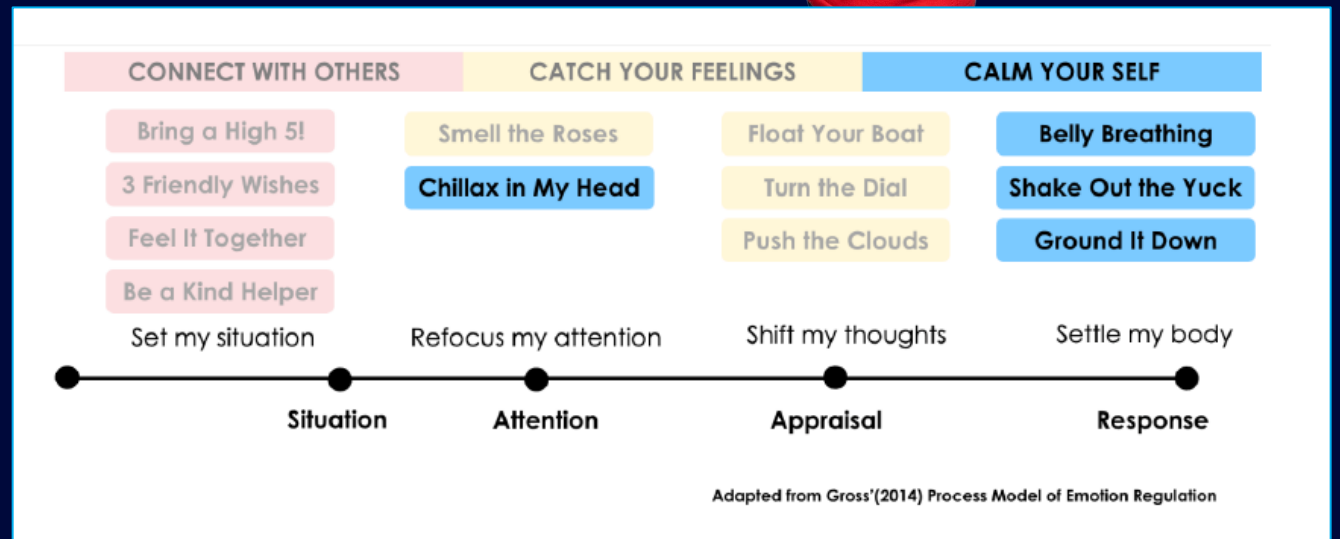 CONNECT WITH OTHERS
CATCH YOUR FEELINGS
CALM YOUR SELF
Bring a High 5!
3 Friendly Wishes
Feel It Together
Be a Kind Helper
Smell the Roses
Chillax in My Head
Float Your Boat
Turn the Dial
Push the Clouds
Belly Breathing
Shake Out the Yuck
Ground It Down
Set my situation
Refocus my attention
Shift my thoughts
Settle my body
Situation
Attention
Appraisal
Response
Adapted from Gross'(2014) Process Model of Emotion Regulation